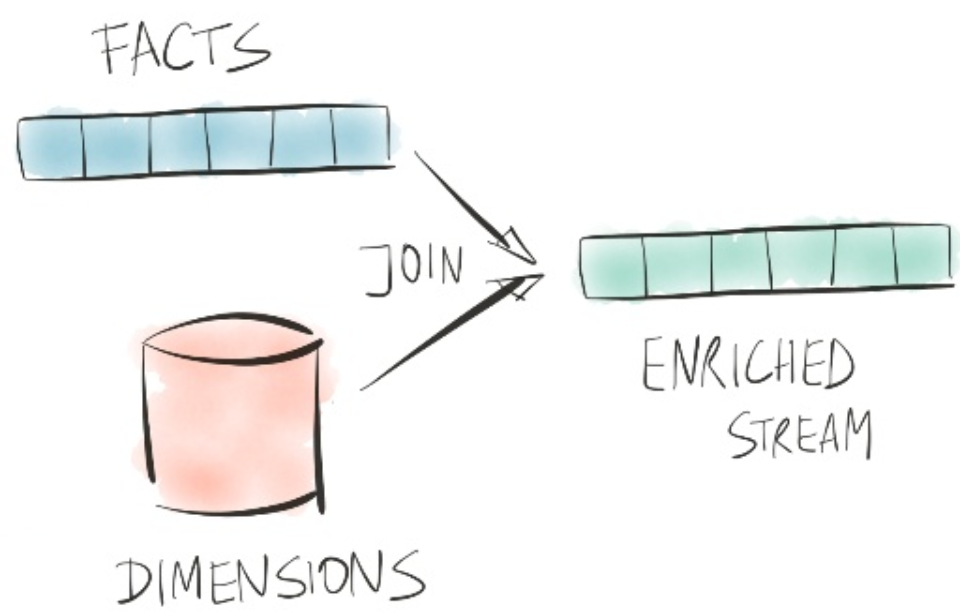 FACTS
JOIN
ENRICHED
STREAM
DIMENSIONS